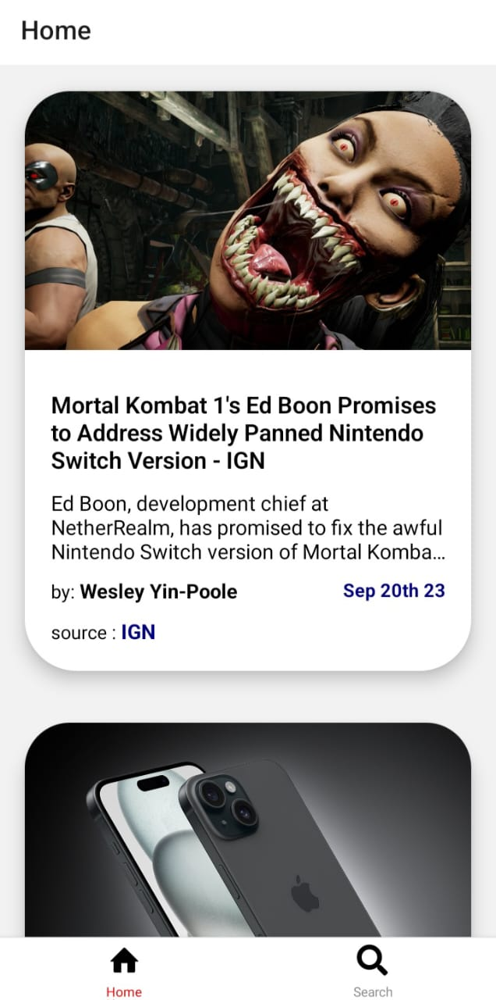 Home
Mortal Kombat 1's Ed Boon Promises
to Address Widely Panned Nintendo
Switch Version - IGN
Ed Boon, development chief at
NetherRealm, has promised to fix the awful
Nintendo Switch version of Mortal Komba...
by: Wesley Yin-Poole
Sep 20th 23
source : IGN
Home
Search